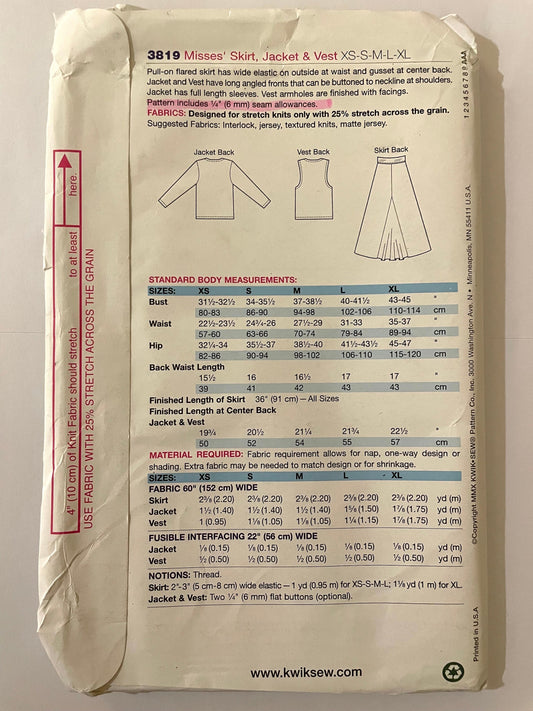 3819 Misses' Skirt, Jacket & Vest XS-S-M-L-XL
Pull-on flared skirt has wide elastic on outside at waist and gusset at center back.
Jacket and Vest have long angled fronts that can be buttoned to neckline at shoulders.
Jacket has full length sleeves. Vest armholes are finished with facings.
Pattern includes ¼" (6 mm) seam allowances.
FABRICS: Designed for stretch knits only with 25% stretch across the grain.
Suggested Fabrics: Interlock, jersey, textured knits, matte jersey.
Jacket Back Vest Back Skirt Back
STANDARD BODY MEASUREMENTS:
SIZES: XS S M L XL
Bust 31½-32½ 34-35½ 37-38½ 40-41½ 43-45 "
80-83 86-90 94-98 102-106 110-114 cm
Waist 22½-23½ 24¾-26 27½-29 31-33 35-37 "
57-60 63-66 70-74 79-84 89-94 cm
Hip 32¼-34 35½-37 38½-40 41½-43½ 45-47 "
82-86 90-94 98-102 106-110 115-120 cm
Back Waist Length
15½ 16 16½ 17 17 "
39 41 42 43 43 cm
Finished Length of Skirt 36" (91 cm) — All Sizes
Finished Length at Center Back
Jacket & Vest
19¾ 20½ 21¼ 21¾ 22½ "
50 52 54 55 57 cm
MATERIAL REQUIRED: Fabric requirement allows for nap, one-way design or
shading. Extra fabric may be needed to match design or for shrinkage.
SIZES: XS S M L XL
FABRIC 60" (152 cm) WIDE
Skirt 2⅜ (2.20) 2⅜ (2.20) 2⅜ (2.20) 2⅜ (2.20) 2⅜ (2.20) yd (m)
Jacket 1½ (1.40) 1½ (1.40) 1½ (1.40) 1⅝ (1.50) 1⅞ (1.75) yd (m)
Vest 1 (0.95) 1⅛ (1.05) 1⅛ (1.05) 1¼ (1.15) 1⅞ (1.75) yd (m)
FUSIBLE INTERFACING 22" (56 cm) WIDE
Jacket ⅛ (0.15) ⅛ (0.15) ⅛ (0.15) ⅛ (0.15) ⅛ (0.15) yd (m)
Vest ½ (0.50) ½ (0.50) ½ (0.50) ½ (0.50) ½ (0.50) yd (m)
NOTIONS: Thread.
Skirt: 2"-3" (5 cm-8 cm) wide elastic — 1 yd (0.95 m) for XS-S-M-L; 1⅛ yd (1 m) for XL.
Jacket & Vest: Two ¼" (6 mm) flat buttons (optional).
www.kwiksew.com
4" (10 cm) of Knit Fabric should stretch to at least here.
USE FABRIC WITH 25% STRETCH ACROSS THE GRAIN
1 2 3 4 5 6 7 8 9 AAA
©Copyright MMX KWIK•SEW® Pattern Co., Inc. 3000 Washington Ave. N • Minneapolis, MN 55411 U.S.A.
Printed in U.S.A